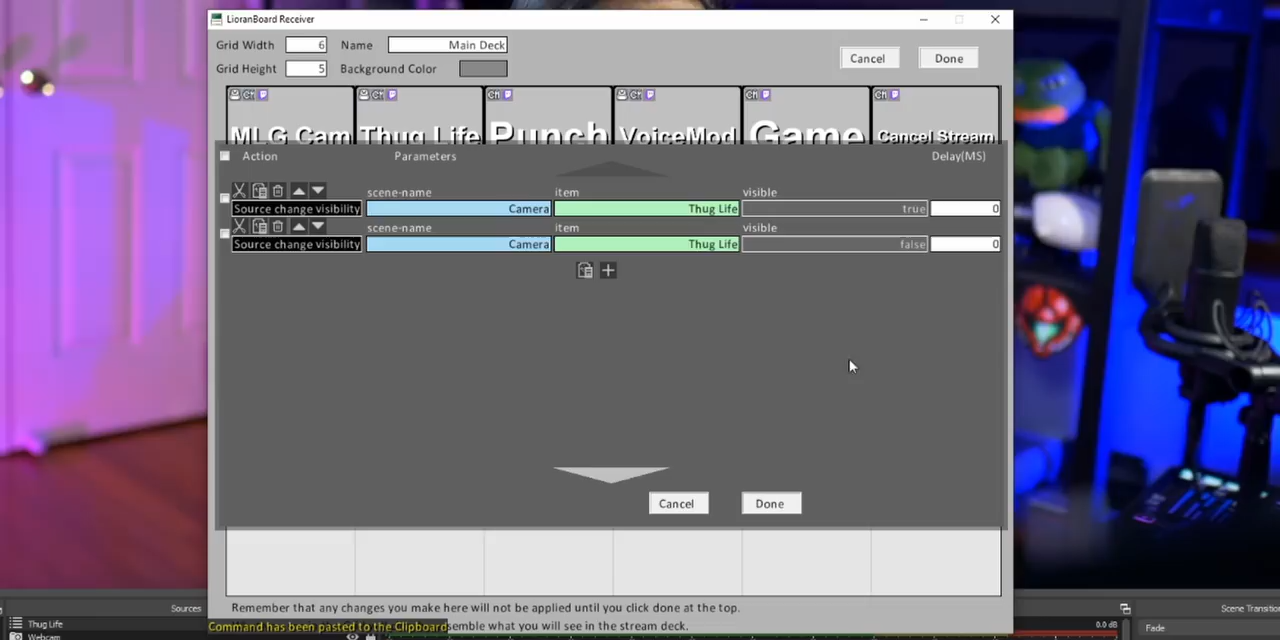 LioranBoard Receiver
Grid Width 6 Name Main Deck
Grid Height 5 Background Color
Cancel Done
MLG Cam Thug Life Punch VoiceMod Game Cancel Stream
Action Parameters Delay(MS)
scene-name item visible
Source change visibility Camera Thug Life true 0
scene-name item visible
Source change visibility Camera Thug Life false 0
Cancel Done
Remember that any changes you make here will not be applied until you click done at the top.
Command has been pasted to the Clipboard semble what you will see in the stream deck.
Sources 0.0 dB Scene Transition
Thug Life Fade
Webcam